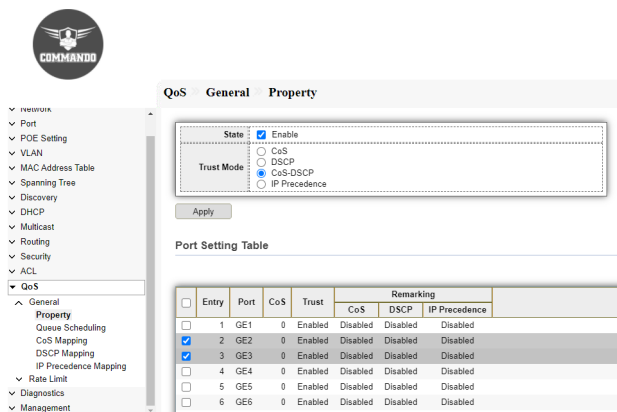 COMMANDO
QoS General Property
Network
Port
POE Setting
VLAN
MAC Address Table
Spanning Tree
Discovery
DHCP
Multicast
Routing
Security
ACL
QoS
General
Property
Queue Scheduling
CoS Mapping
DSCP Mapping
IP Precedence Mapping
Rate Limit
Diagnostics
Management
State Enable
Trust Mode CoS
DSCP
CoS-DSCP
IP Precedence
Apply
Port Setting Table
Entry Port CoS Trust Remarking
CoS DSCP IP Precedence
1 GE1 0 Enabled Disabled Disabled Disabled
2 GE2 0 Enabled Disabled Disabled Disabled
3 GE3 0 Enabled Disabled Disabled Disabled
4 GE4 0 Enabled Disabled Disabled Disabled
5 GE5 0 Enabled Disabled Disabled Disabled
6 GE6 0 Enabled Disabled Disabled Disabled